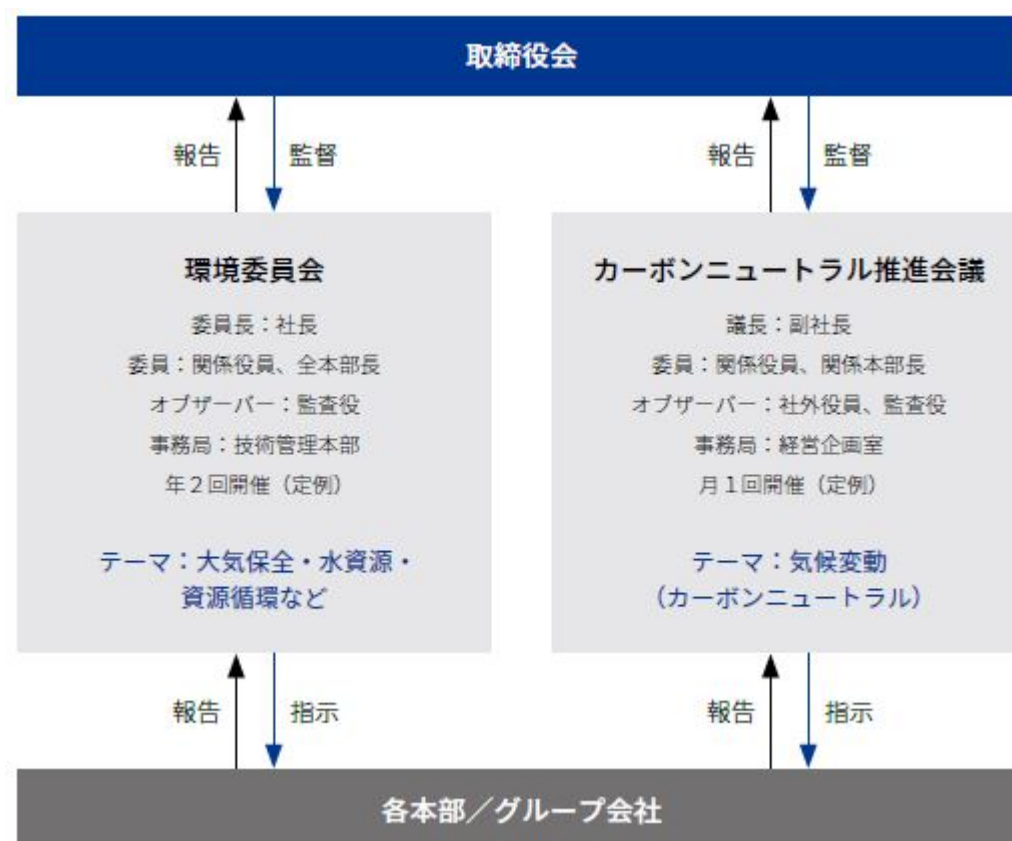 取締役会
報告
監督
報告
監督
環境委員会
委員長：社長
委員：関係役員、全本部長
オブザーバー：監査役
事務局：技術管理本部
年２回開催（定例）
テーマ：大気保全・水資源・
資源循環など
カーボンニュートラル推進会議
議長：副社長
委員：関係役員、関係本部長
オブザーバー：社外役員、監査役
事務局：経営企画室
月１回開催（定例）
テーマ：気候変動
（カーボンニュートラル）
報告
指示
報告
指示
各本部／グループ会社